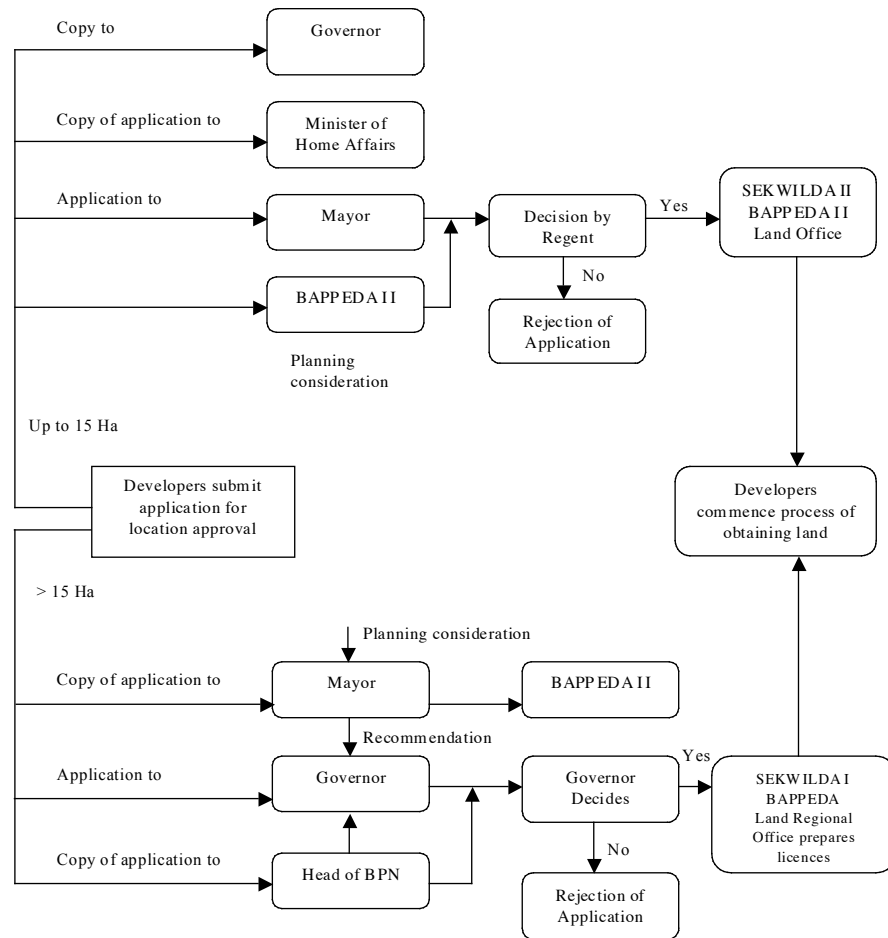 Copy to
Governor
Copy of application to
Minister of
Home Affairs
Application to
Mayor
Decision by
Regent
Yes
SEKWILDA II
BAPPEDA II
Land Office
No
BAPPEDA II
Rejection of
Application
Planning
consideration
Up to 15 Ha
Developers submit
application for
location approval
Developers
commence process of
obtaining land
> 15 Ha
Planning consideration
Copy of application to
Mayor
BAPPEDA II
Recommendation
Application to
Governor
Governor
Decides
Yes
SEKWILDA I
BAPPEDA
Land Regional
Office prepares
licences
No
Copy of application to
Head of BPN
Rejection of
Application